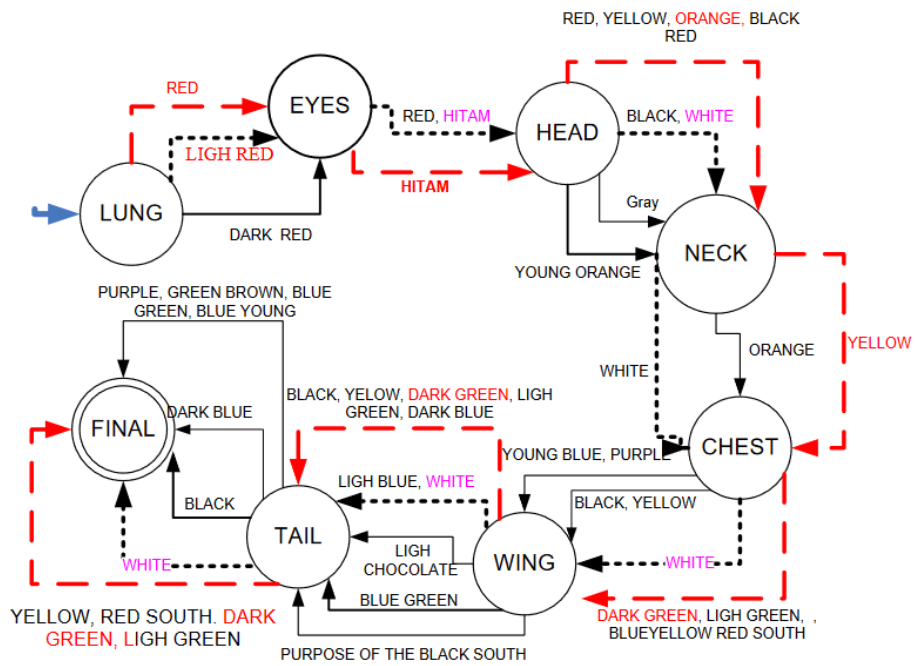 RED, YELLOW, ORANGE, BLACK
RED
RED
EYES
RED, HITAM
HEAD
BLACK, WHITE
LIGH RED
HITAM
LUNG
Gray
DARK RED
NECK
YOUNG ORANGE
PURPLE, GREEN BROWN, BLUE
GREEN, BLUE YOUNG
ORANGE
YELLOW
WHITE
BLACK, YELOW, DARK GREEN, LIGH
GREEN, DARK BLUE
DARK BLUE
FINAL
CHEST
YOUNG BLUE, PURPLE
LIGH BLUE, WHITE
BLACK
BLACK, YELLOW
TAIL
LIGH
CHOCOLATE
WING
WHITE
WHITE
BLUE GREEN
YELLOW, RED SOUTH. DARK
GREEN, LIGH GREEN
DARK GREEN, LIGH GREEN, ,
BLUEYELLOW RED SOUTH
PURPOSE OF THE BLACK SOUTH